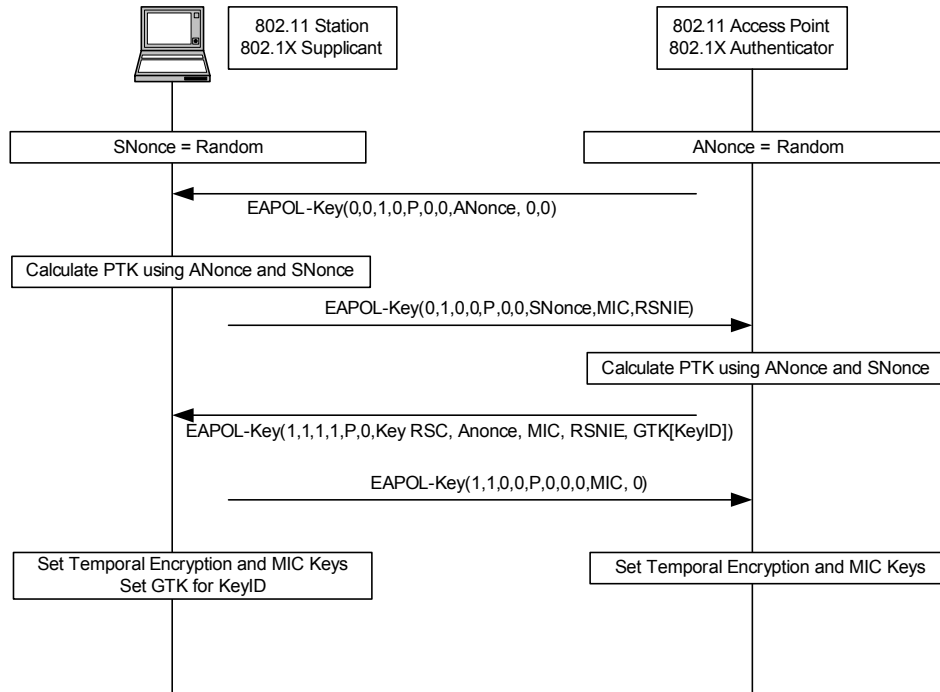 802.11 Station
802.1X Supplicant
802.11 Access Point
802.1X Authenticator
SNonce = Random
ANonce = Random
EAPOL-Key(0,0,1,0,P,0,0,ANonce, 0,0)
Calculate PTK using ANonce and SNonce
EAPOL-Key(0,1,0,0,P,0,0,SNonce,MIC,RSNIE)
Calculate PTK using ANonce and SNonce
EAPOL-Key(1,1,1,1,P,0,Key RSC, Anonce, MIC, RSNIE, GTK[KeyID])
EAPOL-Key(1,1,0,0,P,0,0,0,MIC, 0)
Set Temporal Encryption and MIC Keys
Set GTK for KeyID
Set Temporal Encryption and MIC Keys